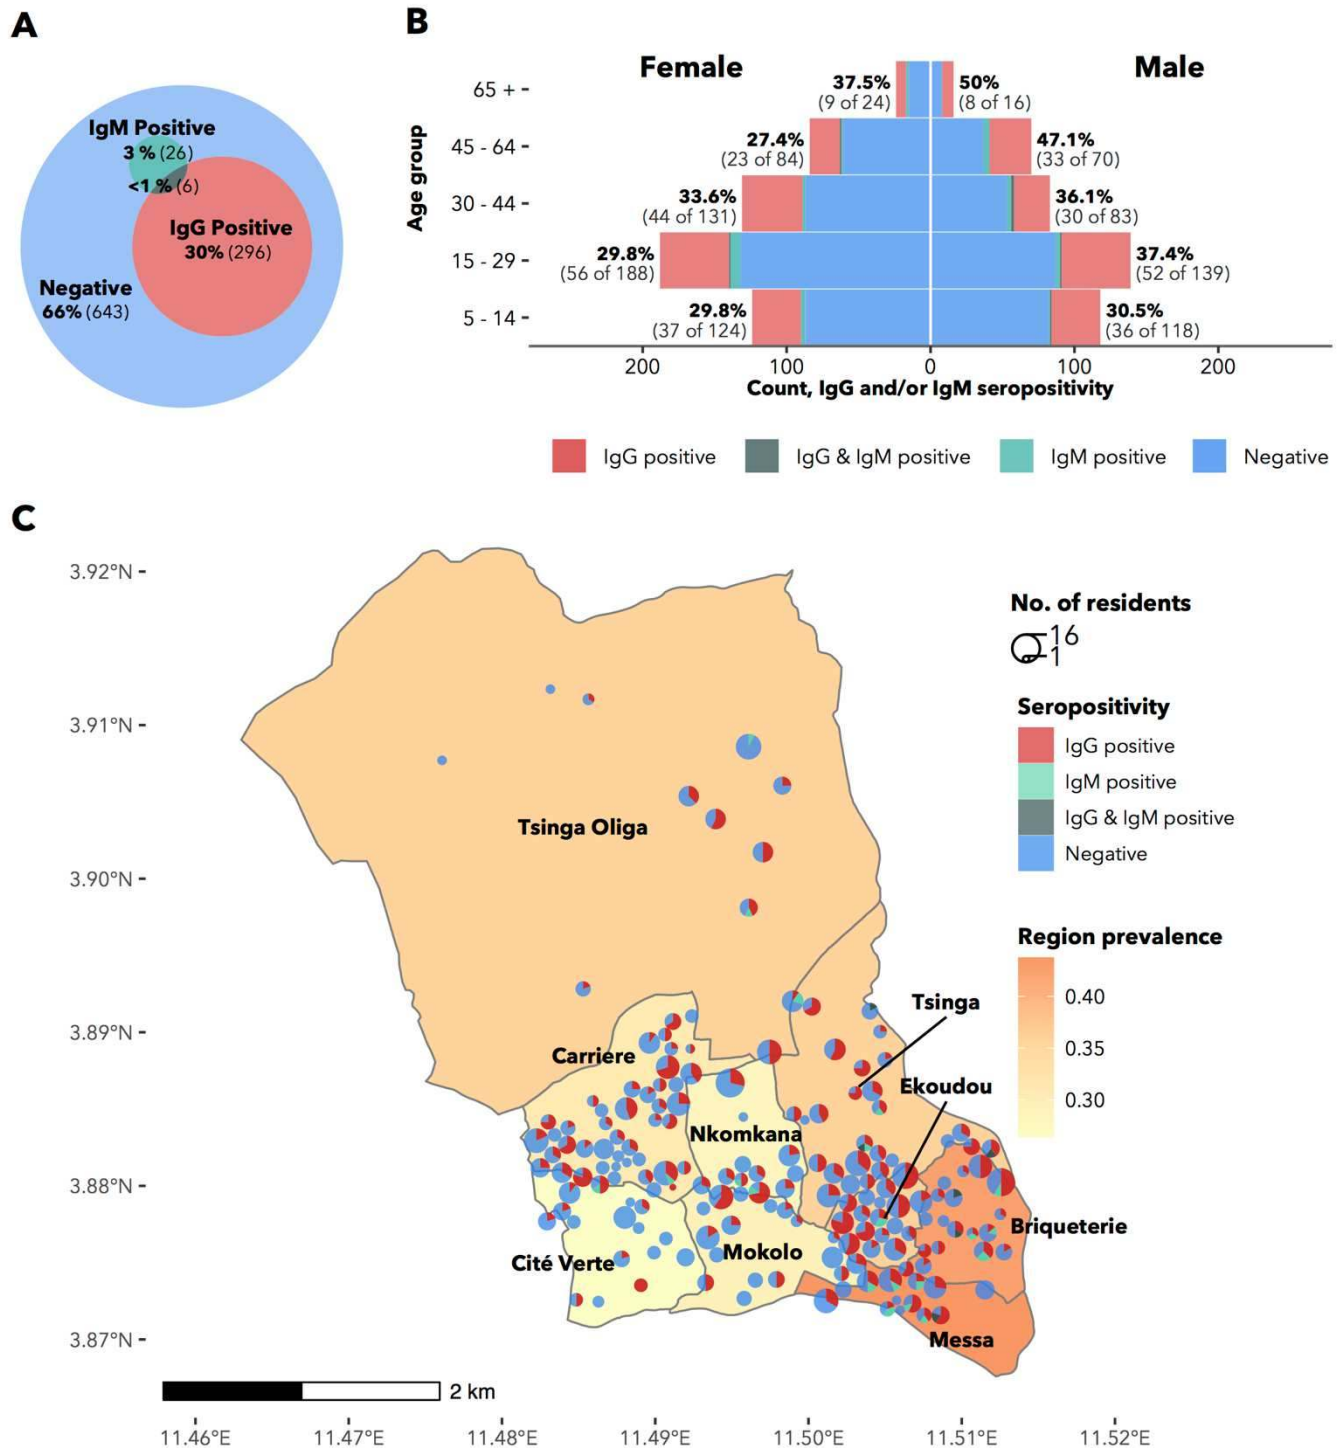 A
IgM Positive
3 % (26)
<1 % (6)
IgG Positive
30% (296)
Negative
66% (643)
B
Female
Male
Age group
65 +
37.5%
(9 of 24)
50%
(8 of 16)
45 - 64
27.4%
(23 of 84)
47.1%
(33 of 70)
30 - 44
33.6%
(44 of 131)
36.1%
(30 of 83)
15 - 29
29.8%
(56 of 188)
37.4%
(52 of 139)
5 - 14
29.8%
(37 of 124)
30.5%
(36 of 118)
200 100 0 100 200
Count, IgG and/or IgM seropositivity
IgG positive IgG & IgM positive IgM positive Negative
C
3.92°N
3.91°N
3.90°N
3.89°N
3.88°N
3.87°N
Tsinga Oliga
Carriere
Nkomkana
Tsinga
Ekoudou
Briqueterie
Cité Verte
Mokolo
Messa
No. of residents
16
1
Seropositivity
IgG positive
IgM positive
IgG & IgM positive
Negative
Region prevalence
0.40
0.35
0.30
2 km
11.46°E 11.47°E 11.48°E 11.49°E 11.50°E 11.51°E 11.52°E